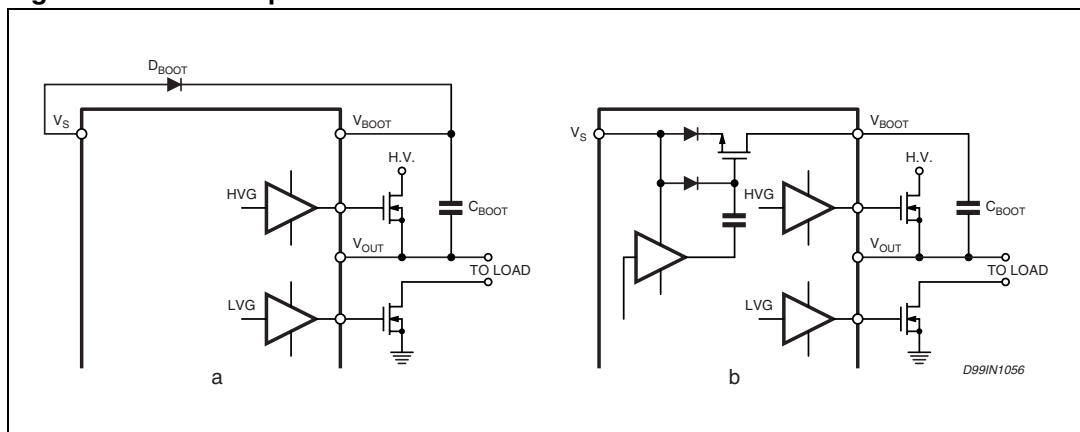 D_BOOT
V_S
V_BOOT
H.V.
HVG
C_BOOT
V_OUT
TO LOAD
LVG
a
V_S
V_BOOT
H.V.
HVG
C_BOOT
V_OUT
TO LOAD
LVG
b
D99IN1056